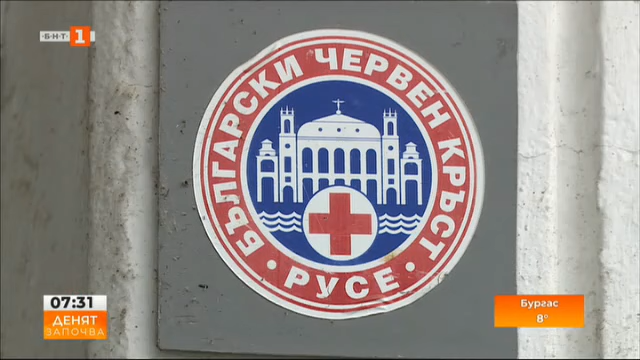 БНТ 1
БЪЛГАРСКИ ЧЕРВЕН КРЪСТ
РУСЕ
07:31
ДЕНЯТ
ЗАПОЧВА
Бургас
8°